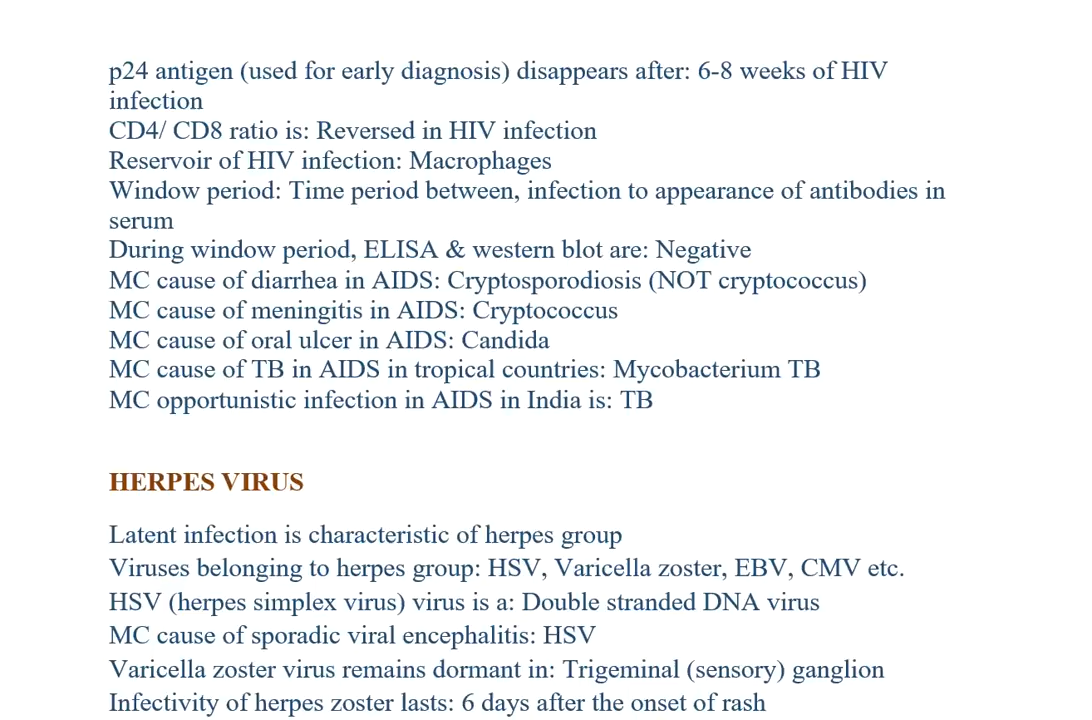 p24 antigen (used for early diagnosis) disappears after: 6-8 weeks of HIV
infection
CD4/ CD8 ratio is: Reversed in HIV infection
Reservoir of HIV infection: Macrophages
Window period: Time period between, infection to appearance of antibodies in
serum
During window period, ELISA & western blot are: Negative
MC cause of diarrhea in AIDS: Cryptosporodiosis (NOT cryptococcus)
MC cause of meningitis in AIDS: Cryptococcus
MC cause of oral ulcer in AIDS: Candida
MC cause of TB in AIDS in tropical countries: Mycobacterium TB
MC opportunistic infection in AIDS in India is: TB
HERPES VIRUS
Latent infection is characteristic of herpes group
Viruses belonging to herpes group: HSV, Varicella zoster, EBV, CMV etc.
HSV (herpes simplex virus) virus is a: Double stranded DNA virus
MC cause of sporadic viral encephalitis: HSV
Varicella zoster virus remains dormant in: Trigeminal (sensory) ganglion
Infectivity of herpes zoster lasts: 6 days after the onset of rash